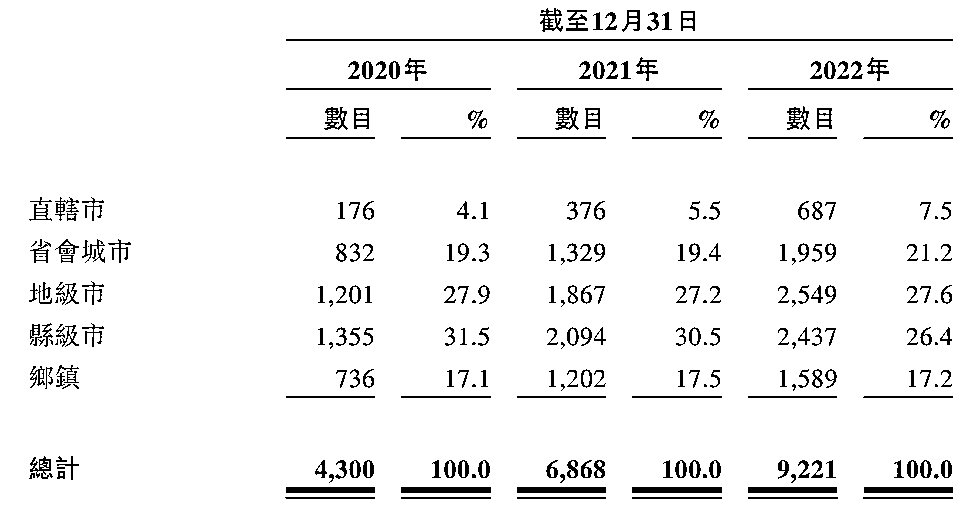 截至12月31日
2020年 2021年 2022年
數目 % 數目 % 數目 %
直轄市 176 4.1 376 5.5 687 7.5
省會城市 832 19.3 1,329 19.4 1,959 21.2
地級市 1,201 27.9 1,867 27.2 2,549 27.6
縣級市 1,355 31.5 2,094 30.5 2,437 26.4
鄉鎮 736 17.1 1,202 17.5 1,589 17.2
總計 4,300 100.0 6,868 100.0 9,221 100.0